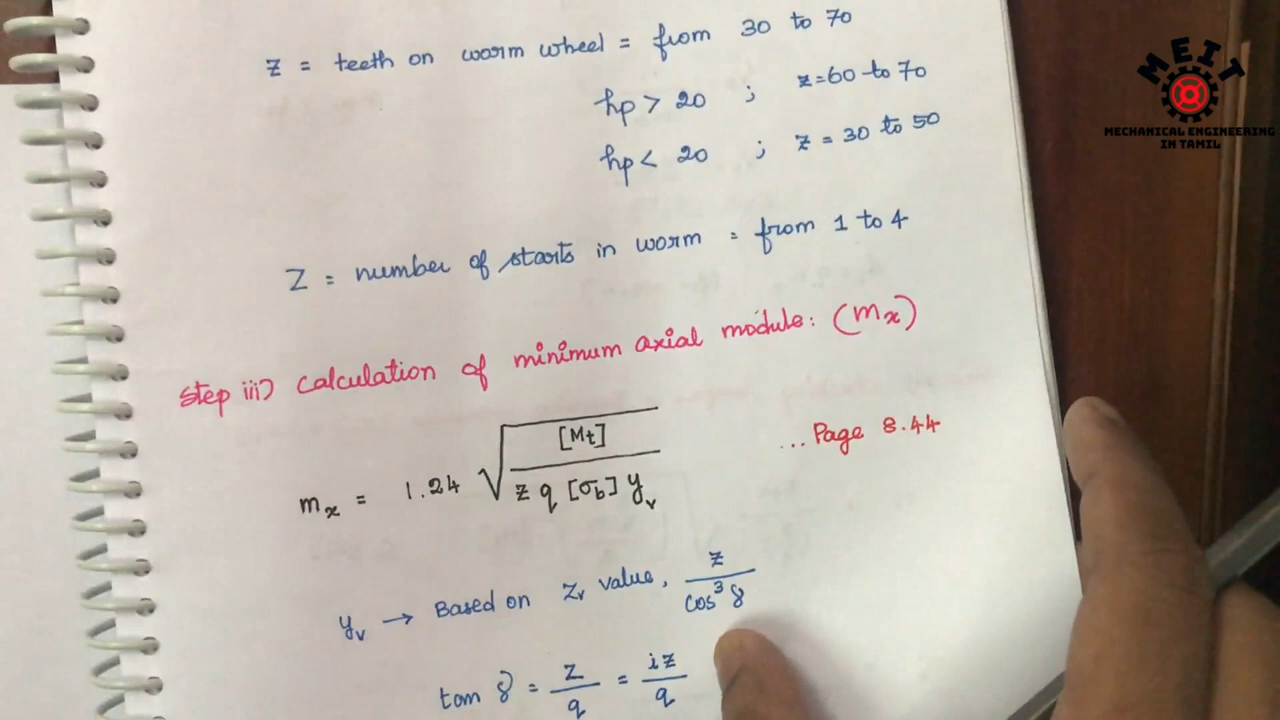 z = teeth on worm wheel = from 30 to 70
hp > 20 ; z=60 to 70
hp < 20 ; z = 30 to 50
Z = number of starts in worm = from 1 to 4
Step iii) Calculation of minimum axial module: (mx)
mx = 1.24 √([Mt] / z q [σb] yv) ... Page 8.44
yv → Based on Zv value, z / cos³ γ
tan γ = Z / q = iz / q
MEIT
MECHANICAL ENGINEERING
IN TAMIL